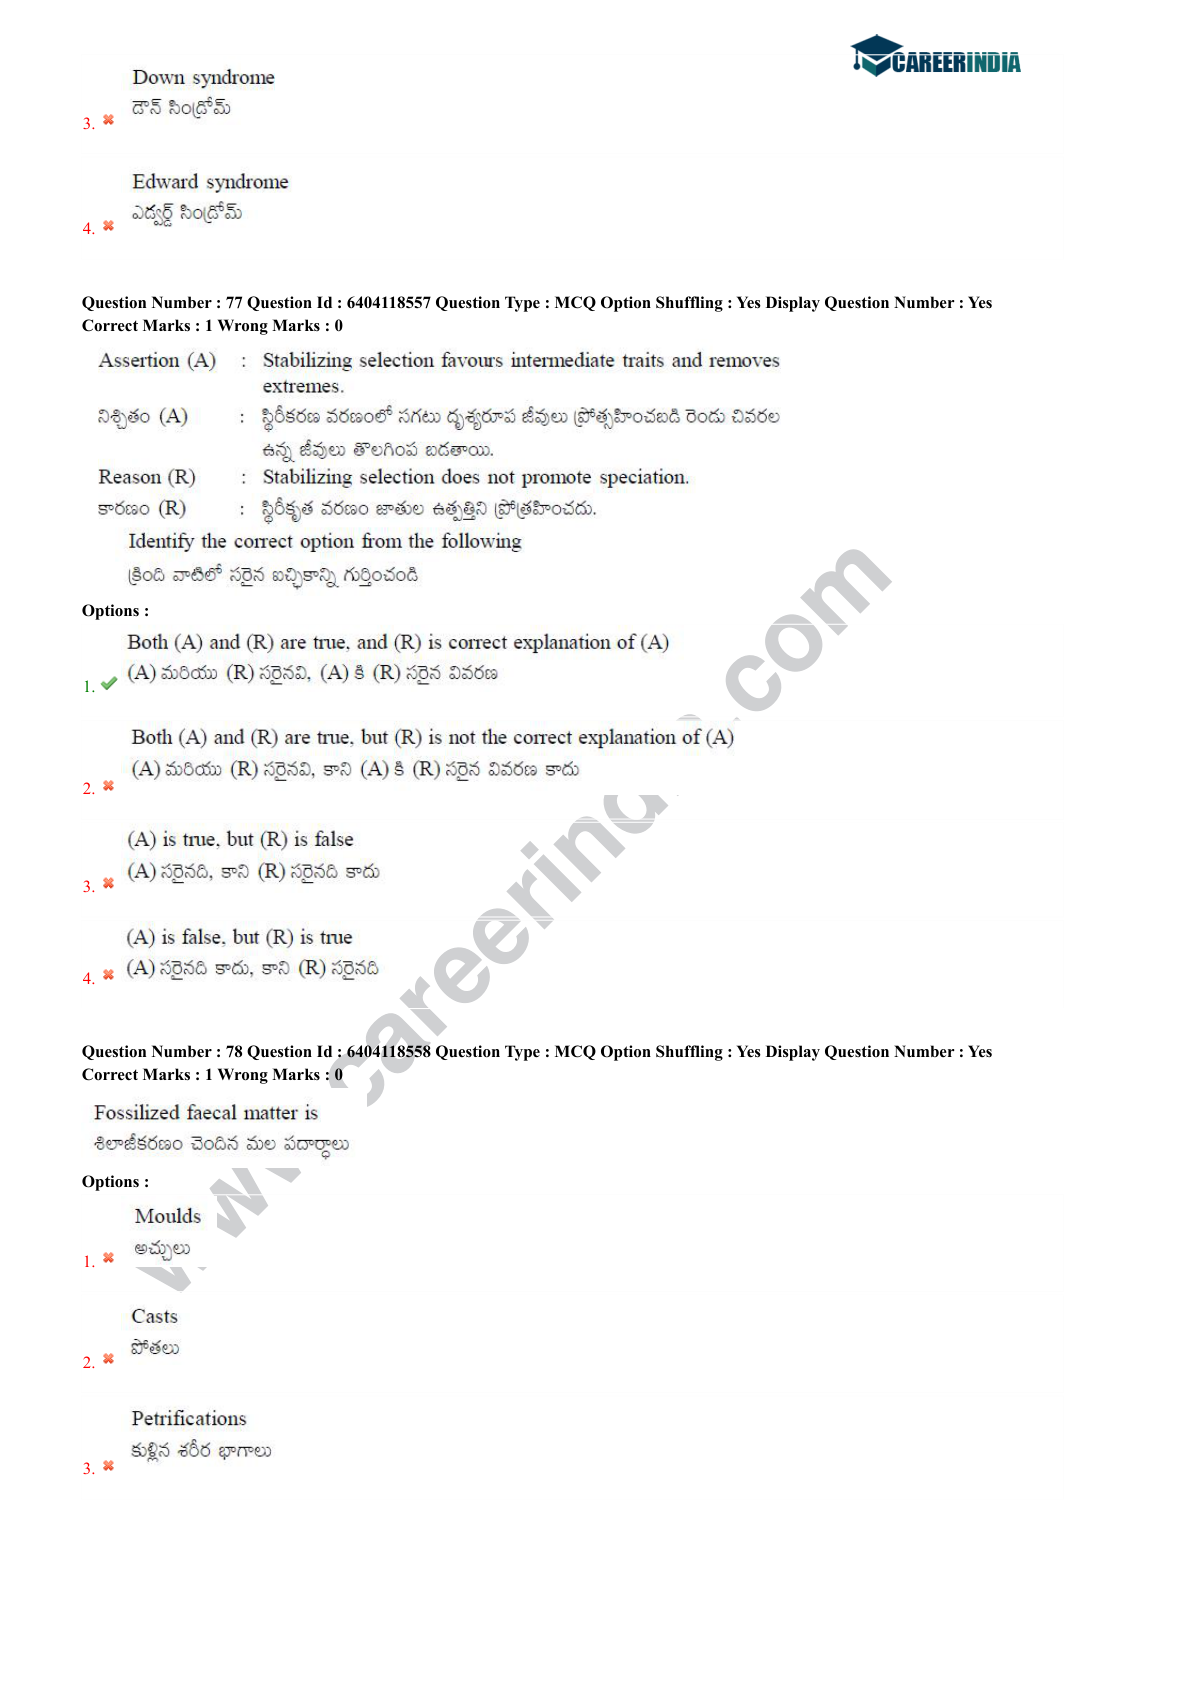 CAREERINDIA
Down syndrome
డౌన్ సిండ్రోమ్
3.
Edward syndrome
ఎడ్వర్డ్ సిండ్రోమ్
4.
Question Number : 77 Question Id : 6404118557 Question Type : MCQ Option Shuffling : Yes Display Question Number : Yes
Correct Marks : 1 Wrong Marks : 0
Assertion (A) : Stabilizing selection favours intermediate traits and removes
extremes.
నిశ్చితం (A) : స్థిరీకరణ వరణంలో సగటు దృశ్యరూప జీవులు ప్రోత్సహించబడి రెండు చివరల
ఉన్న జీవులు తొలగింప బడతాయి.
Reason (R) : Stabilizing selection does not promote speciation.
కారణం (R) : స్థిరీకృత వరణం జాతుల ఉత్పత్తిని ప్రోత్రహించదు.
Identify the correct option from the following
క్రింది వాటిలో సరైన ఐచ్ఛికాన్ని గుర్తించండి
Options :
Both (A) and (R) are true, and (R) is correct explanation of (A)
(A) మరియు (R) సరైనవి, (A) కి (R) సరైన వివరణ
1.
Both (A) and (R) are true, but (R) is not the correct explanation of (A)
(A) మరియు (R) సరైనవి, కాని (A) కి (R) సరైన వివరణ కాదు
2.
(A) is true, but (R) is false
(A) సరైనది, కాని (R) సరైనది కాదు
3.
(A) is false, but (R) is true
(A) సరైనది కాదు, కాని (R) సరైనది
4.
Question Number : 78 Question Id : 6404118558 Question Type : MCQ Option Shuffling : Yes Display Question Number : Yes
Correct Marks : 1 Wrong Marks : 0
Fossilized faecal matter is
శిలాజీకరణం చెందిన మల పదార్థాలు
Options :
Moulds
అచ్చులు
1.
Casts
పోతలు
2.
Petrifications
కుళ్లిన శరీర భాగాలు
3.